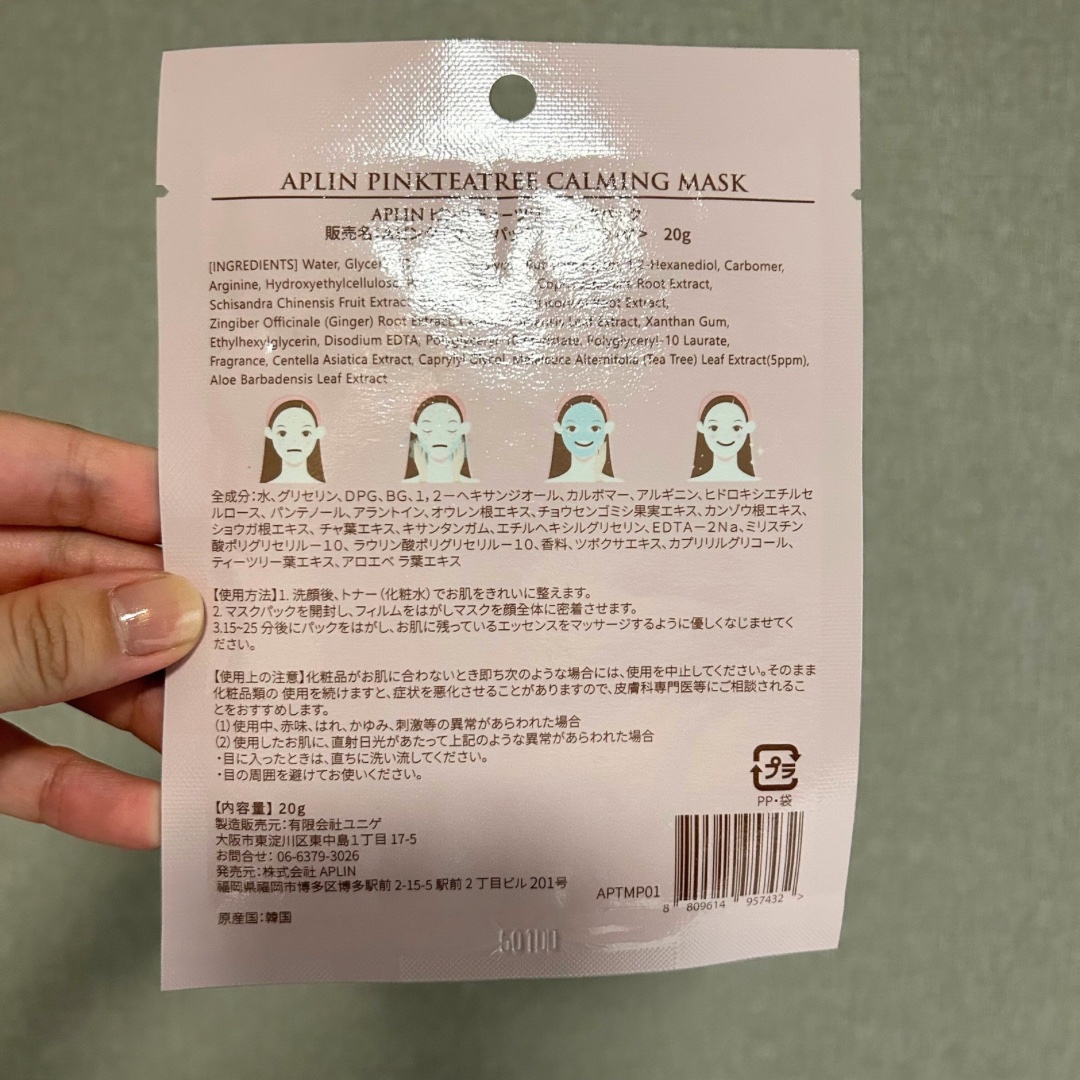 APLIN PINKTEATREE CALMING MASK
APLIN
販売名: 20g
[INGREDIENTS] Water, 1,2-Hexanediol, Carbomer,
Arginine, Hydroxyethylcellulose, Root Extract,
Schisandra Chinensis Fruit Extract Root Extract,
Zingiber Officinale (Ginger) Root Extract, Leaf Extract, Xanthan Gum,
Ethylhexylglycerin, Disodium EDTA, Polyglyceryl-10 Laurate,
Fragrance, Centella Asiatica Extract, Caprylyl Glycol, Alternifolia (Tea Tree) Leaf Extract(5ppm),
Aloe Barbadensis Leaf Extract
全成分:水、グリセリン、DPG、BG、1,2－ヘキサンジオール、カルボマー、アルギニン、ヒドロキシエチルセ
ルロース、パンテノール、アラントイン、オウレン根エキス、チョウセンゴミシ果実エキス、カンゾウ根エキス、
ショウガ根エキス、チャ葉エキス、キサンタンガム、エチルヘキシルグリセリン、EDTA－2Na、ミリスチン
酸ポリグリセリルー10、ラウリン酸ポリグリセリルー10、香料、ツボクサエキス、カプリリルグリコール、
ティーツリー葉エキス、アロエベ ラ葉エキス
【使用方法】1. 洗顔後、トナー（化粧水）でお肌をきれいに整えます。
2. マスクパックを開封し、フィルムをはがしマスクを顔全体に密着させます。
3.15~25 分後にパックをはがし、お肌に残っているエッセンスをマッサージするように優しくなじませてく
ださい。
【使用上の注意】化粧品がお肌に合わないとき即ち次のような場合には、使用を中止してください。そのまま
化粧品類の 使用を続けますと、症状を悪化させることがありますので、皮膚科専門医等にご相談されるこ
とをおすすめします。
(1)使用中、赤味、はれ、かゆみ、刺激等の異常があらわれた場合
(2)使用したお肌に、直射日光があたって上記のような異常があらわれた場合
・目に入ったときは、直ちに洗い流してください。
・目の周囲を避けてお使いください。
プラ
PP・袋
【内容量】 20g
製造販売元:有限会社ユニゲ
大阪市東淀川区東中島１丁目 17-5
お問合せ: 06-6379-3026
発売元:株式会社 APLIN
福岡県福岡市博多区博多駅前 2-15-5 駅前 2 丁目ビル 201号
APTMP01
8 809614 957432 >
原産国:韓国